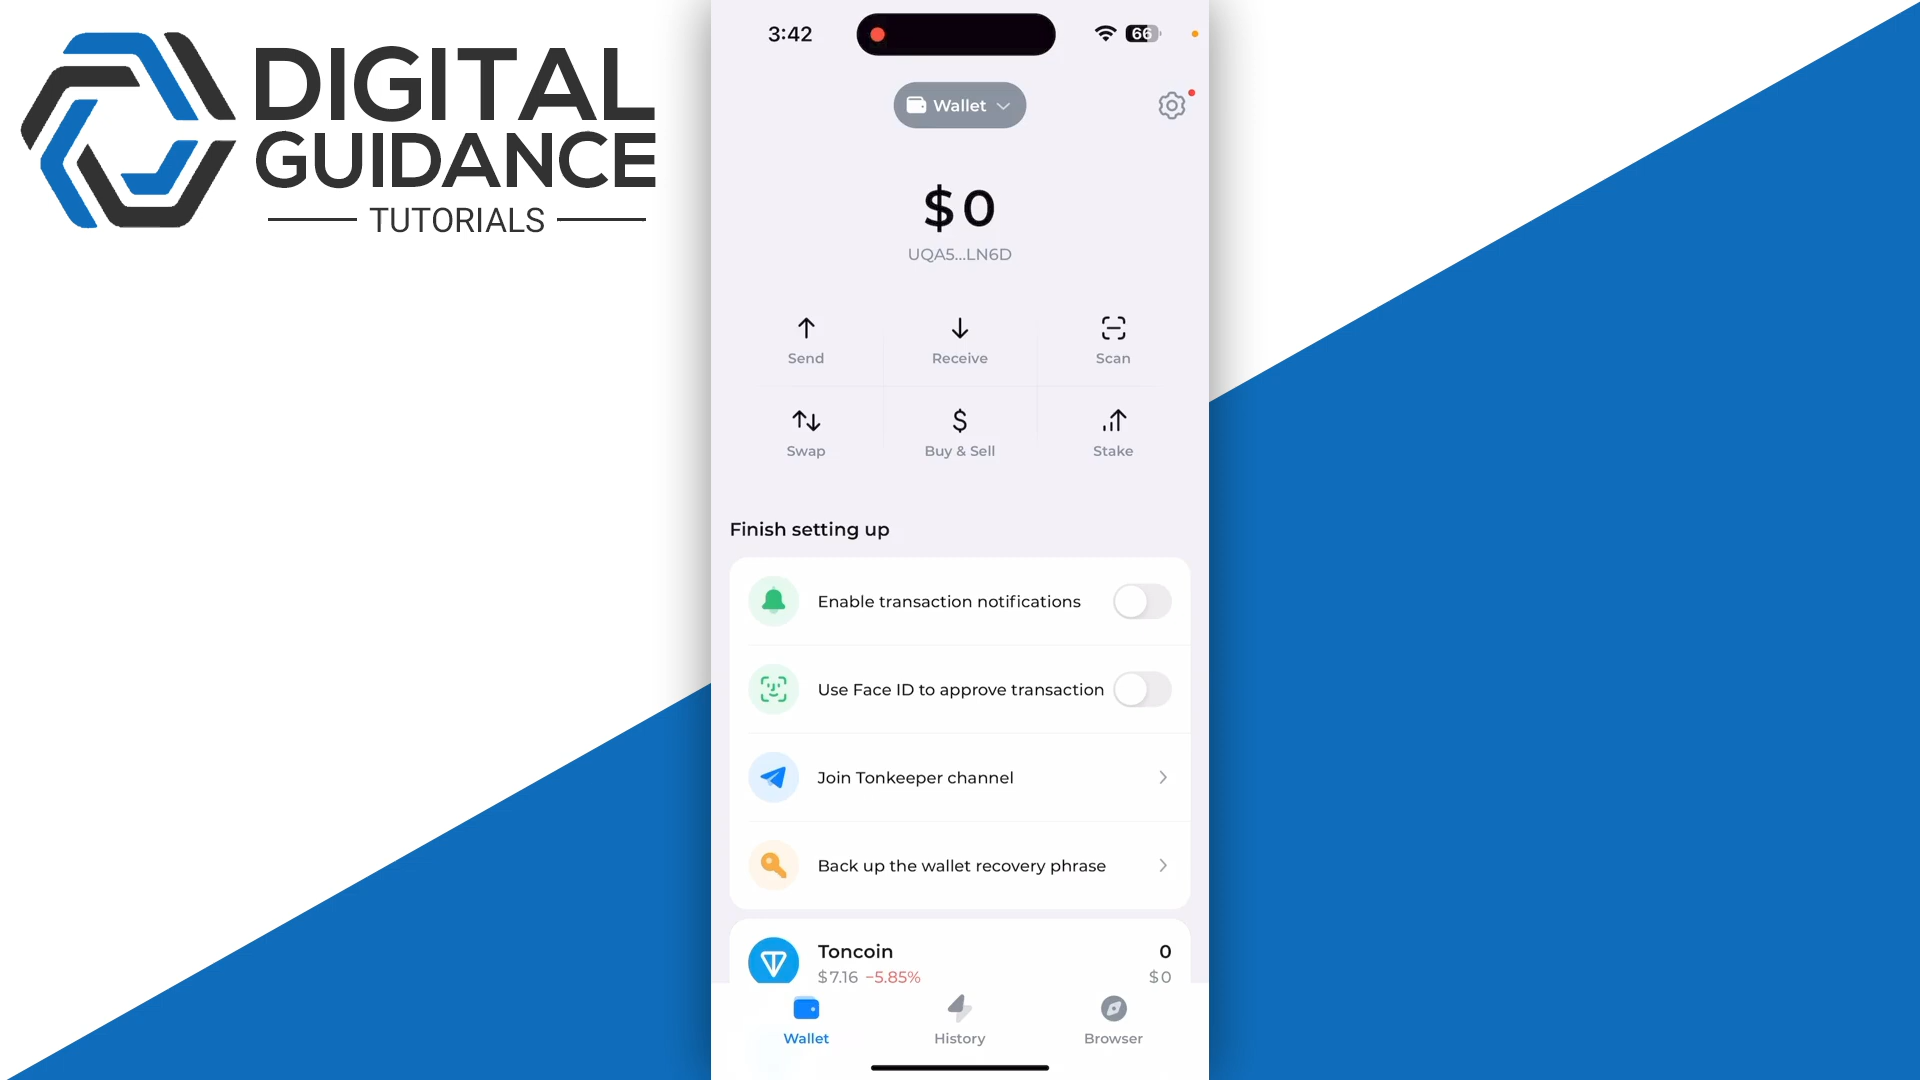 DIGITAL
GUIDANCE
TUTORIALS
3:42
66
Wallet
$0
UQA5...LN6D
Send
Receive
Scan
Swap
Buy & Sell
Stake
Finish setting up
Enable transaction notifications
Use Face ID to approve transaction
Join Tonkeeper channel
Back up the wallet recovery phrase
Toncoin 0
$7.16 −5.85% $0
Wallet
History
Browser